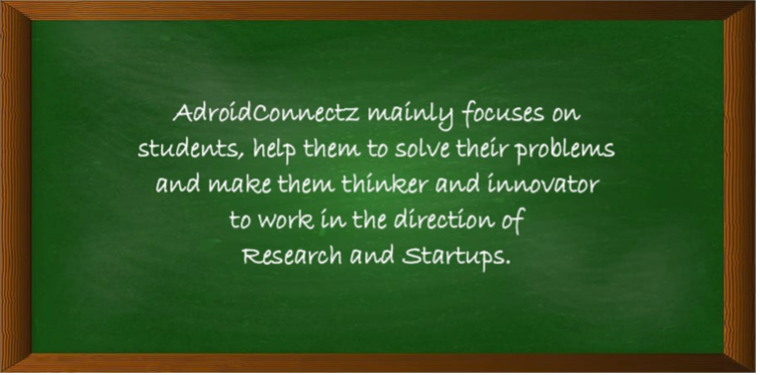 AdroidConnectz mainly focuses on
students, help them to solve their problems
and make them thinker and innovator
to work in the direction of
Research and Startups.